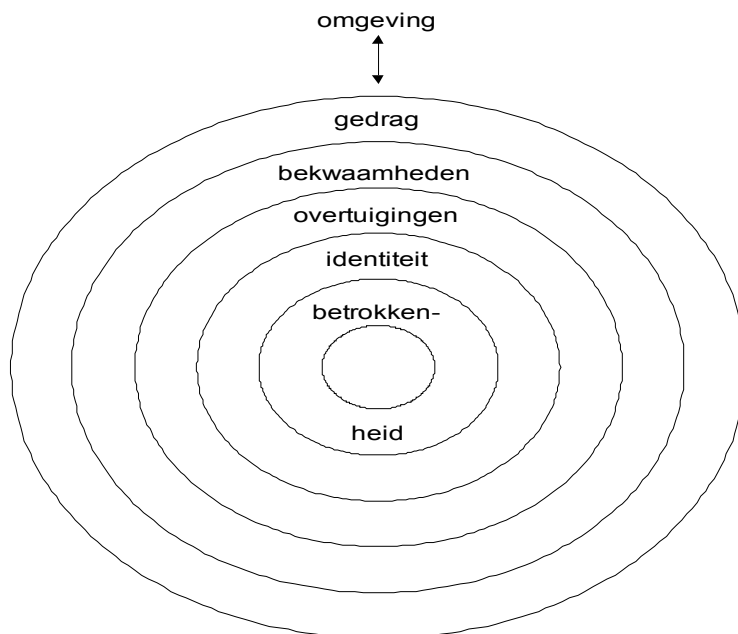 omgeving
gedrag
bekwaamheden
overtuigingen
identiteit
betrokken-
heid